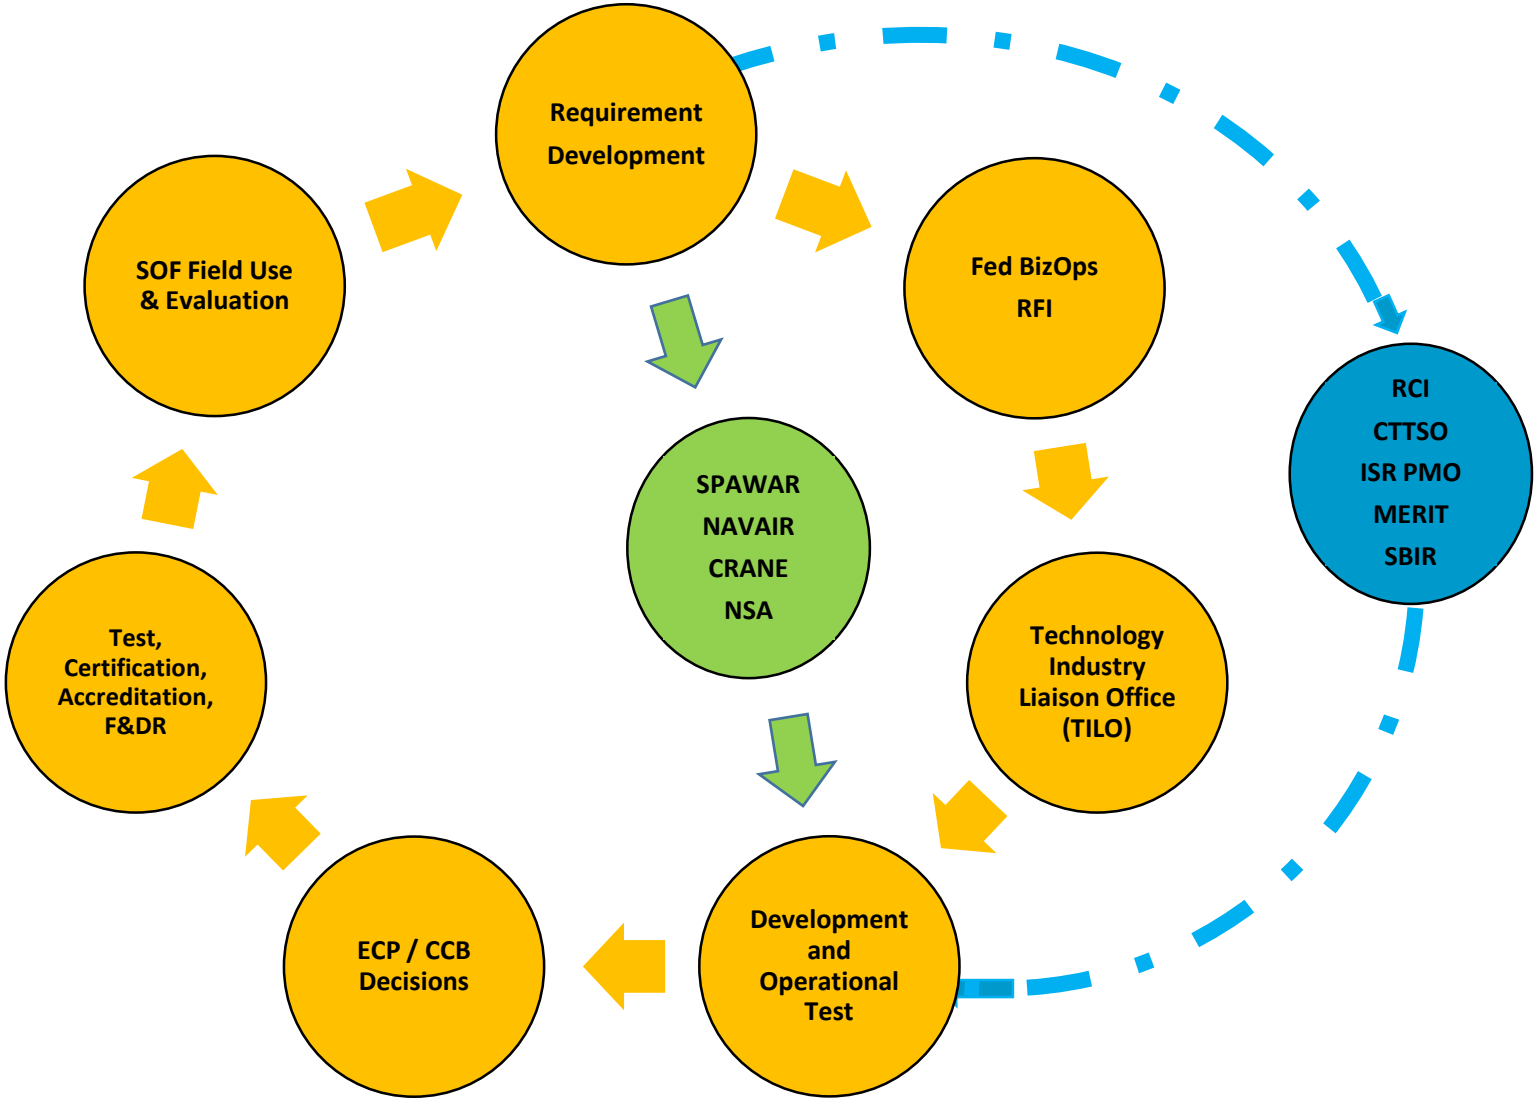 Requirement
Development
Fed BizOps
RFI
RCI
CTTSO
ISR PMO
MERIT
SBIR
SPAWAR
NAVAIR
CRANE
NSA
Technology
Industry
Liaison Office
(TILO)
Development
and
Operational
Test
ECP / CCB
Decisions
Test,
Certification,
Accreditation,
F&DR
SOF Field Use
& Evaluation